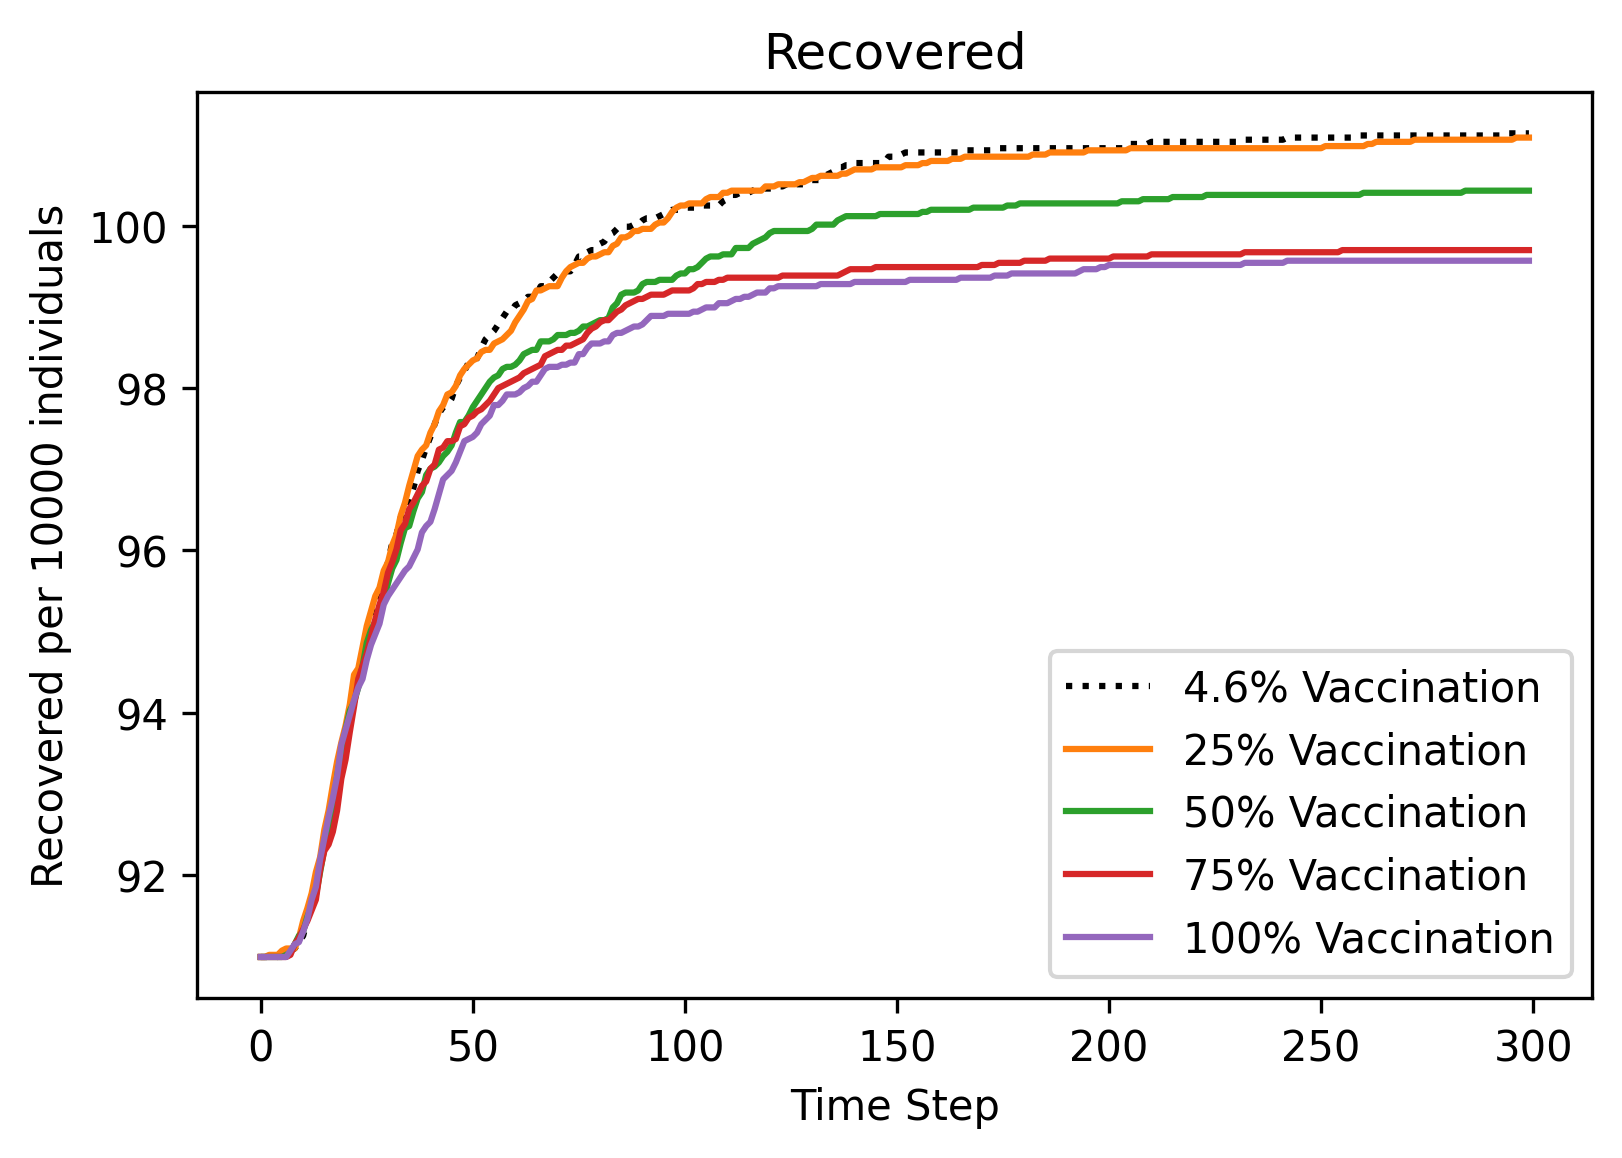 Recovered
Recovered per 10000 individuals
100
98
96
94
92
0 50 100 150 200 250 300
Time Step
4.6% Vaccination
25% Vaccination
50% Vaccination
75% Vaccination
100% Vaccination